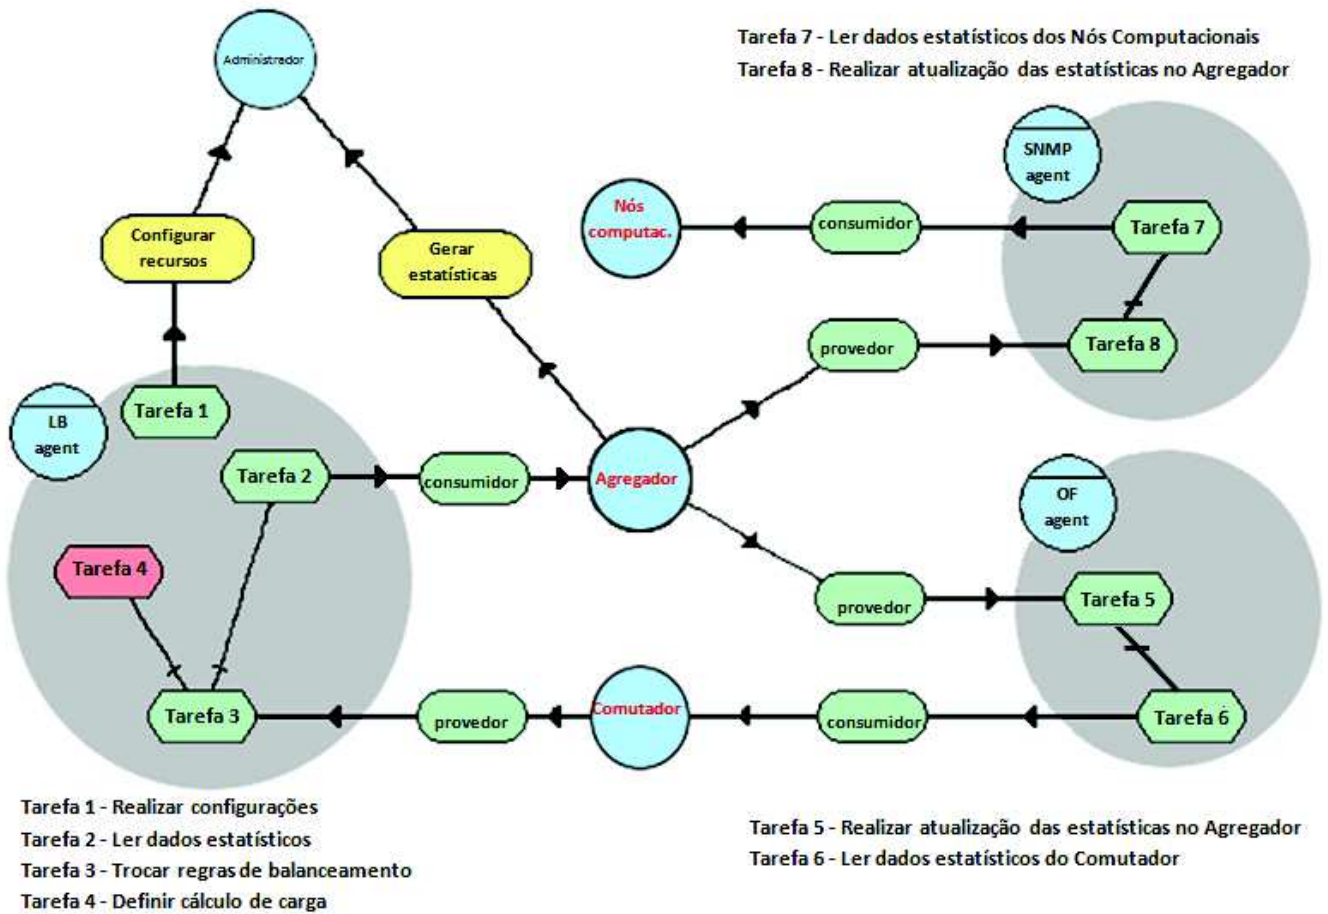 Administrador
Tarefa 7 - Ler dados estatísticos dos Nós Computacionais
Tarefa 8 - Realizar atualização das estatísticas no Agregador
SNMP
agent
Nós
computac.
consumidor
Tarefa 7
Configurar
recursos
Gerar
estatísticas
provedor
Tarefa 8
LB
agent
Tarefa 1
Tarefa 2
consumidor
Agregador
OF
agent
Tarefa 4
provedor
Tarefa 5
Tarefa 3
provedor
Comutador
consumidor
Tarefa 6
Tarefa 1 - Realizar configurações
Tarefa 2 - Ler dados estatísticos
Tarefa 3 - Trocar regras de balanceamento
Tarefa 4 - Definir cálculo de carga
Tarefa 5 - Realizar atualização das estatísticas no Agregador
Tarefa 6 - Ler dados estatísticos do Comutador